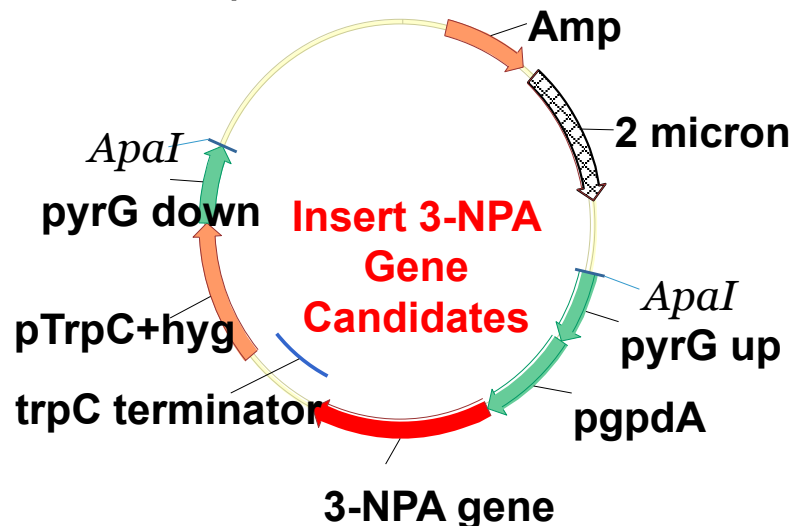 Amp
2 micron
ApaI
pyrG down
Insert 3-NPA
Gene
Candidates
ApaI
pyrG up
pTrpC+hyg
trpC terminator
pgpdA
3-NPA gene